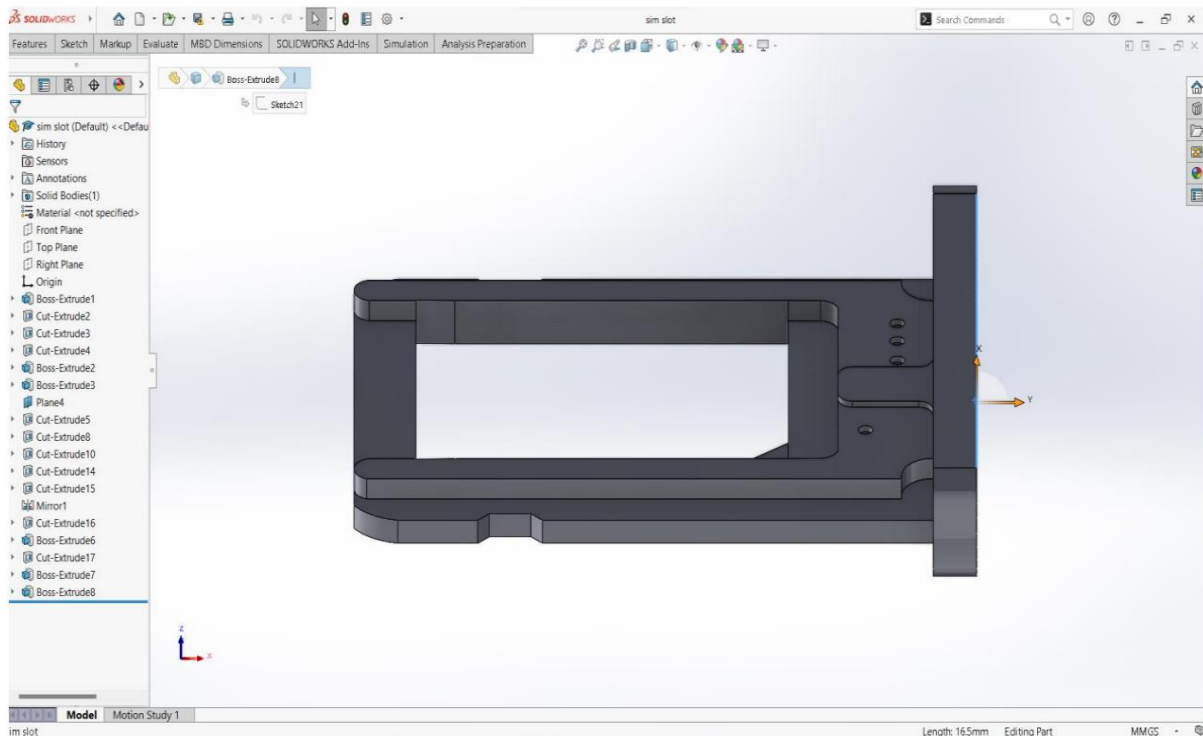 SOLIDWORKS
sim slot
Search Commands
Features Sketch Markup Evaluate MBD Dimensions SOLIDWORKS Add-Ins Simulation Analysis Preparation
Boss-Extrude8
Sketch21
sim slot (Default) <<Defau
History
Sensors
Annotations
Solid Bodies(1)
Material <not specified>
Front Plane
Top Plane
Right Plane
Origin
Boss-Extrude1
Cut-Extrude2
Cut-Extrude3
Cut-Extrude4
Boss-Extrude2
Boss-Extrude3
Plane4
Cut-Extrude5
Cut-Extrude8
Cut-Extrude10
Cut-Extrude14
Cut-Extrude15
Mirror1
Cut-Extrude16
Boss-Extrude6
Cut-Extrude17
Boss-Extrude7
Boss-Extrude8
X
Y
Z
X
Model Motion Study 1
sim slot
Length: 16.5mm Editing Part MMGS